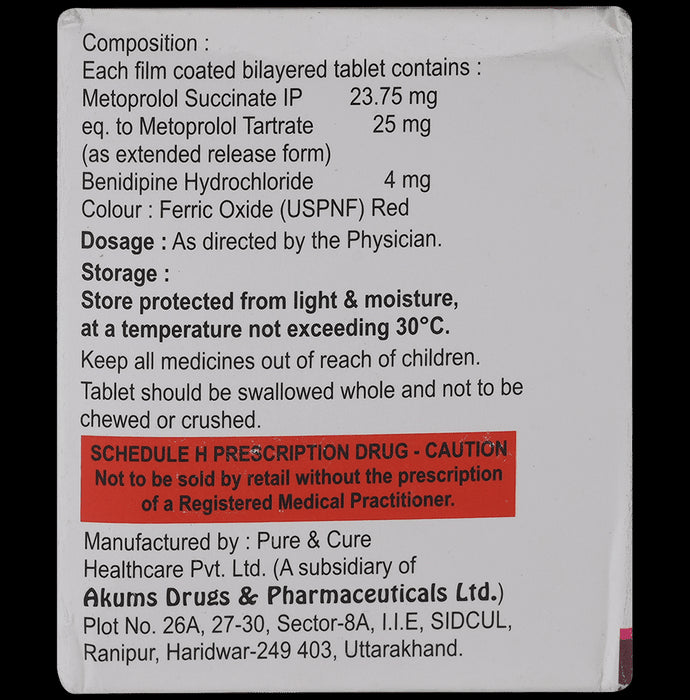 Composition :
Each film coated bilayered tablet contains :
Metoprolol Succinate IP 23.75 mg
eq. to Metoprolol Tartrate 25 mg
(as extended release form)
Benidipine Hydrochloride 4 mg
Colour : Ferric Oxide (USPNF) Red
Dosage : As directed by the Physician.
Storage :
Store protected from light & moisture,
at a temperature not exceeding 30°C.
Keep all medicines out of reach of children.
Tablet should be swallowed whole and not to be
chewed or crushed.
SCHEDULE H PRESCRIPTION DRUG - CAUTION
Not to be sold by retail without the prescription
of a Registered Medical Practitioner.
Manufactured by : Pure & Cure
Healthcare Pvt. Ltd. (A subsidiary of
Akums Drugs & Pharmaceuticals Ltd.)
Plot No. 26A, 27-30, Sector-8A, I.I.E, SIDCUL,
Ranipur, Haridwar-249 403, Uttarakhand.